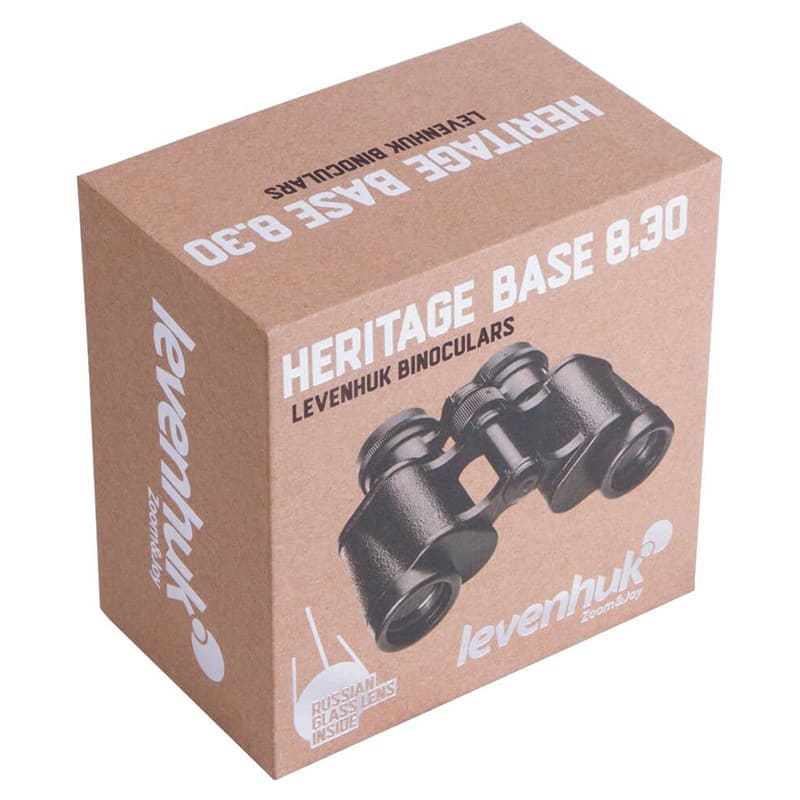 LEVENHUK BINOCULARS
HERITAGE BASE 8.30
HERITAGE BASE 8.30
LEVENHUK BINOCULARS
levenhuk
Zoom&Joy
levenhuk
Zoom&Joy
RUSSIAN
GLASS LENS
INSIDE